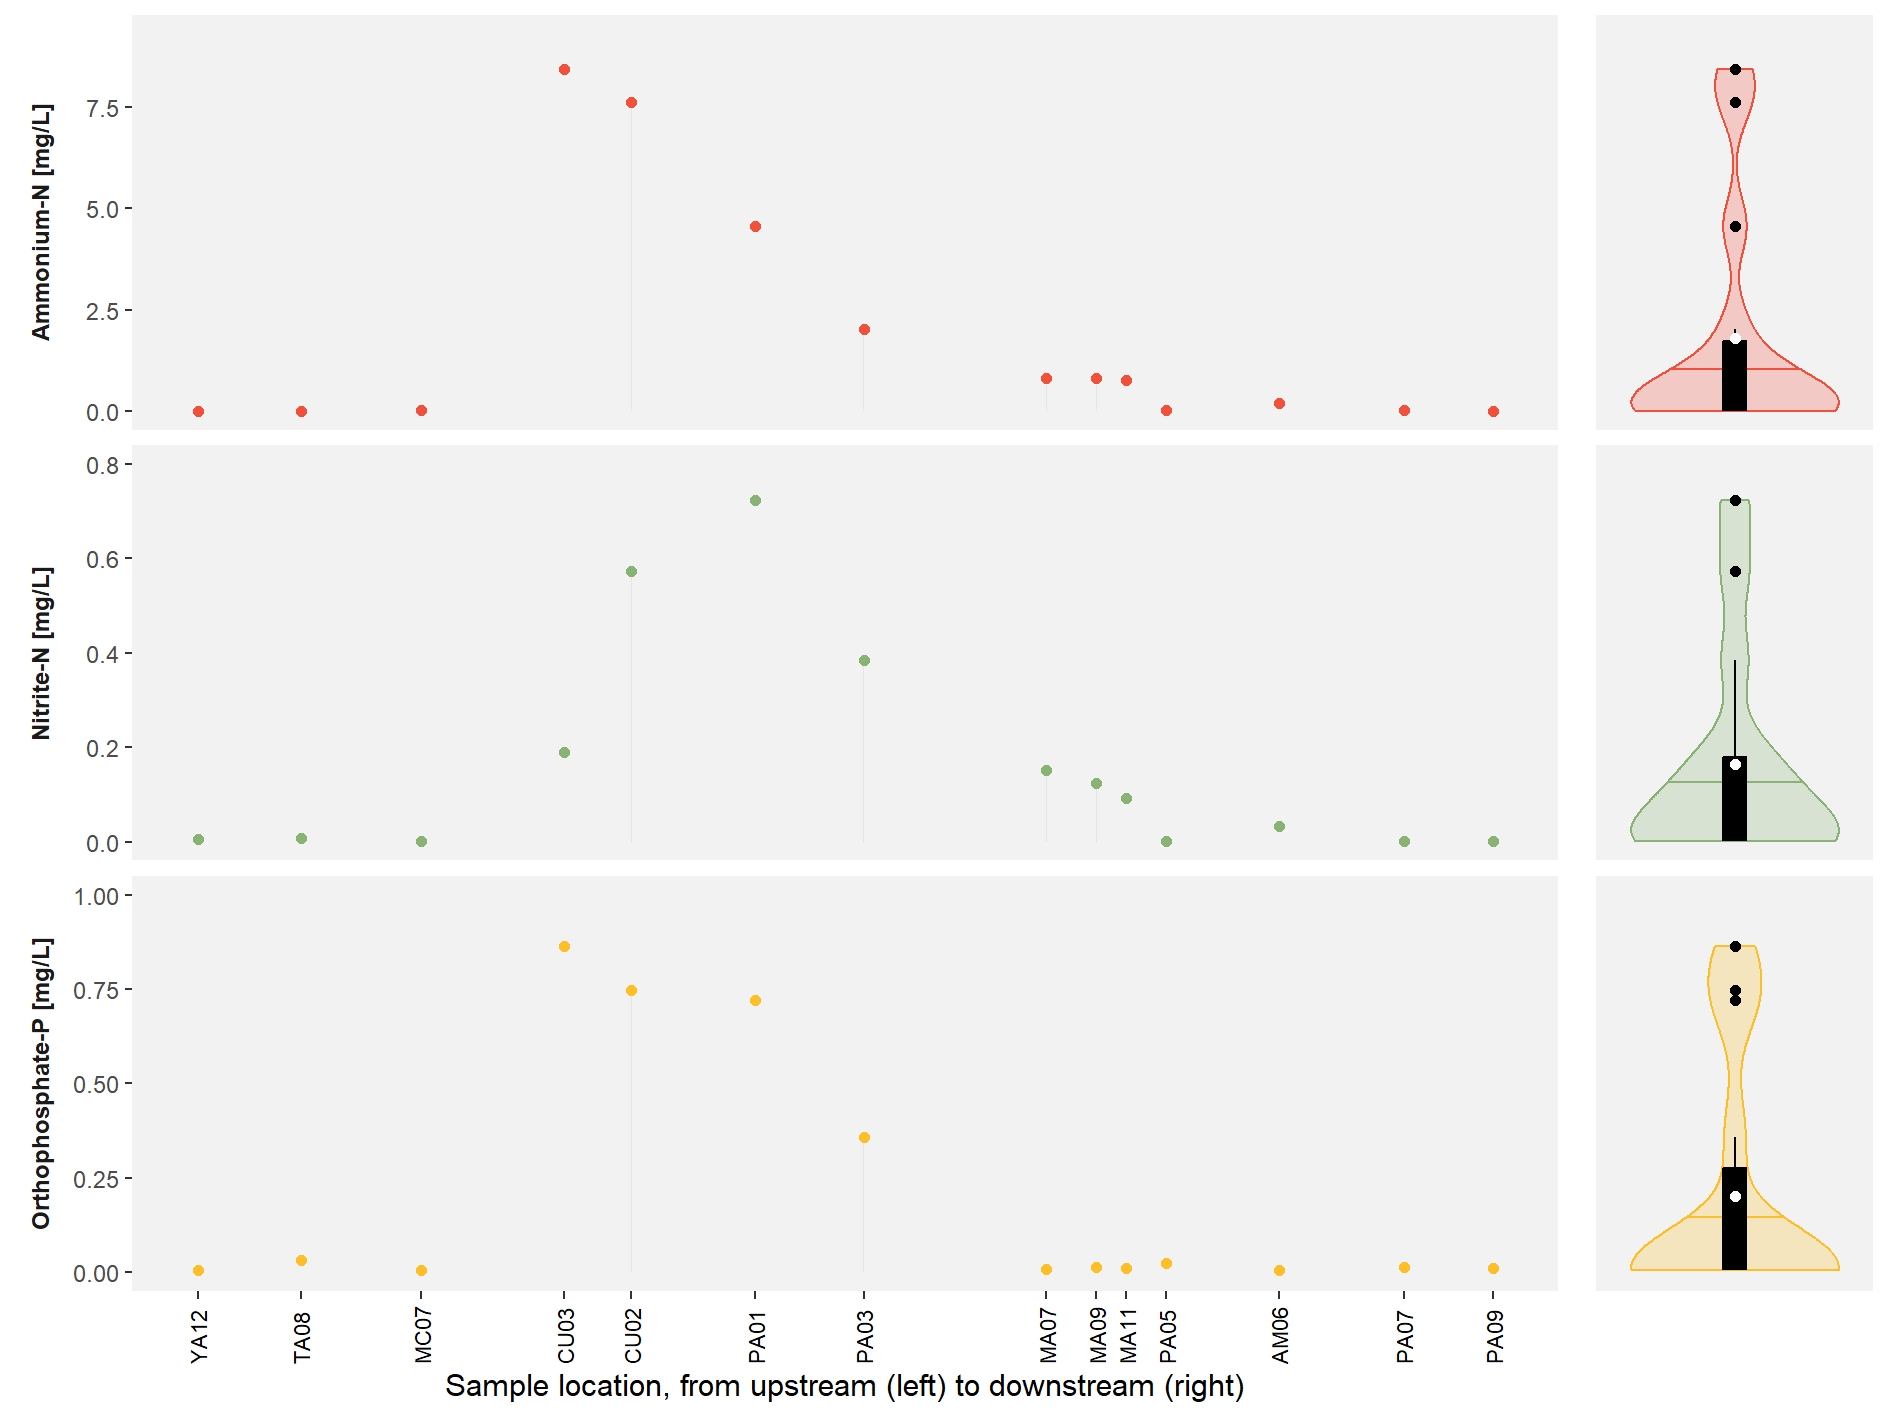 Ammonium-N [mg/L]
7.5
5.0
2.5
0.0
Nitrite-N [mg/L]
0.8
0.6
0.4
0.2
0.0
Orthophosphate-P [mg/L]
1.00
0.75
0.50
0.25
0.00
YA12
TA08
MC07
CU03
CU02
PA01
PA03
MA07
MA09
MA11
PA05
AM06
PA07
PA09
Sample location, from upstream (left) to downstream (right)